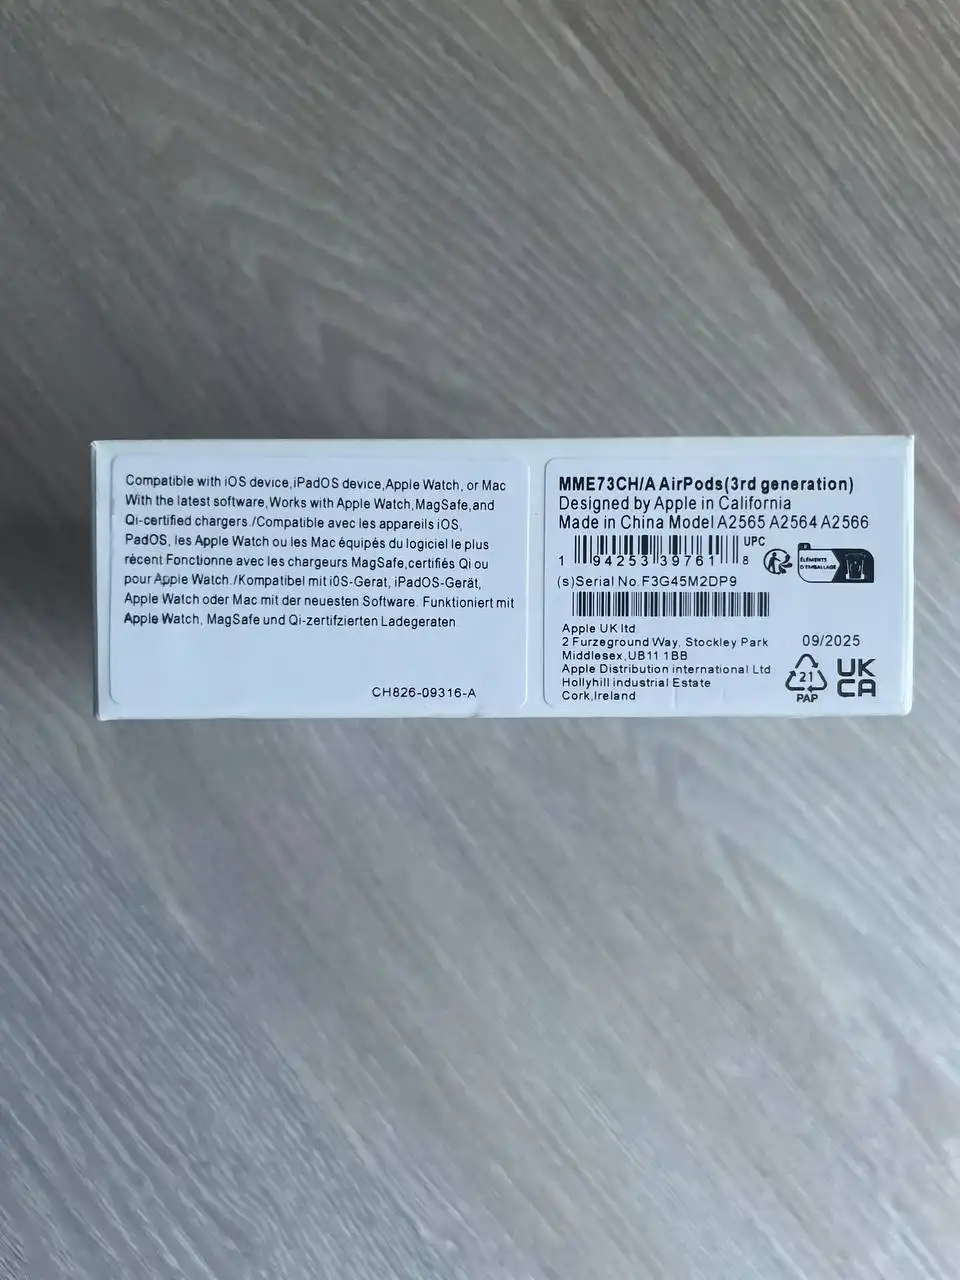 Compatible with iOS device,iPadOS device,Apple Watch, or Mac
With the latest software,Works with Apple Watch,MagSafe,and
Qi-certified chargers./Compatible avec les appareils iOS,
PadOS, les Apple Watch ou les Mac équipés du logiciel le plus
récent Fonctionne avec les chargeurs MagSafe,certifiés Qi ou
pour Apple Watch./Kompatibel mit i0S-Gerat, iPadOS-Gerät,
Apple Watch oder Mac mit der neuesten Software. Funktioniert mit
Apple Watch, MagSafe und Qi-zertifzierten Ladegeraten
CH826-09316-A
MME73CH/A AirPods(3rd generation)
Designed by Apple in California
Made in China Model A2565 A2564 A2566
UPC
1 94253 39761 8
ÉLÉMENTS
D'EMBALLAGE
(s)Serial No.F3G45M2DP9
Apple UK ltd
2 Furzeground Way, Stockley Park
Middlesex,UB11 1BB
Apple Distribution international Ltd
Hollyhill industrial Estate
Cork,Ireland
09/2025
21
PAP
UK
CA